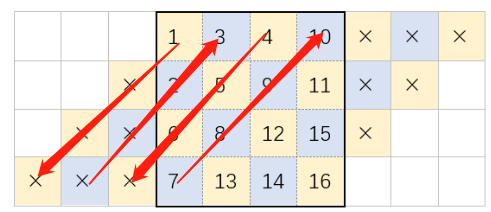 1 3 4 10 × × ×
× 2 5 9 11 × ×
× × 6 8 12 15 ×
× × × 7 13 14 16